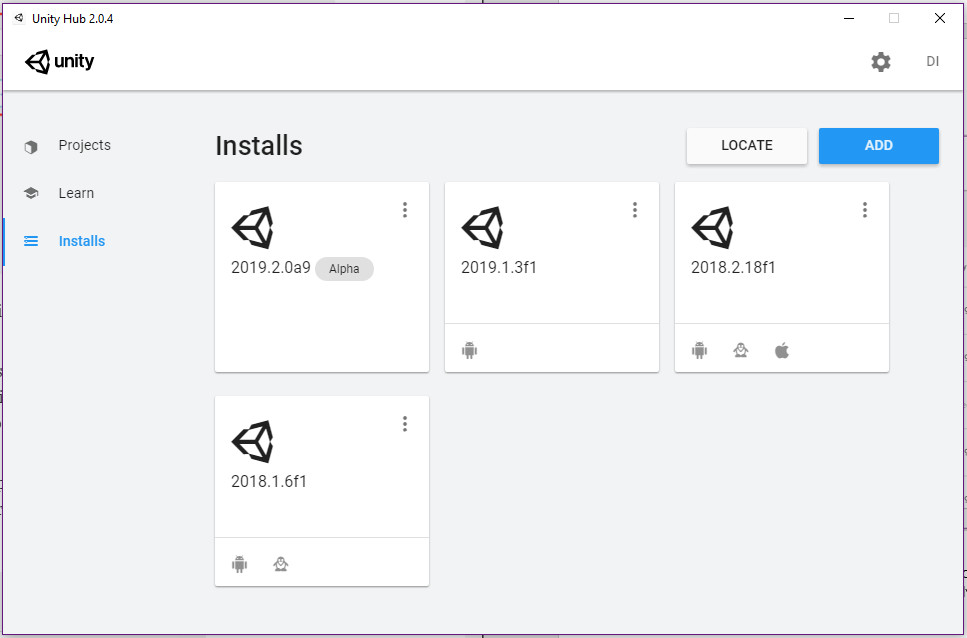 Unity Hub 2.0.4
unity
DI
Projects
Learn
Installs
Installs
LOCATE
ADD
2019.2.0a9 Alpha
2019.1.3f1
2018.2.18f1
2018.1.6f1